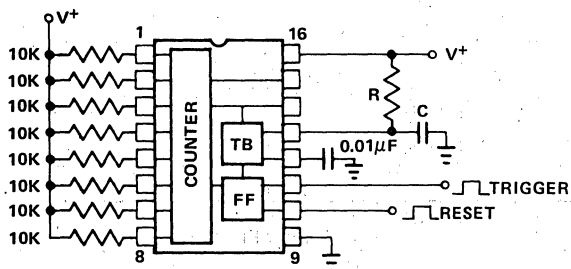 V+
1
16
10K
V+
10K
R
10K
C
COUNTER
10K
TB
0.01μF
10K
10K
FF
TRIGGER
10K
RESET
10K
8
9